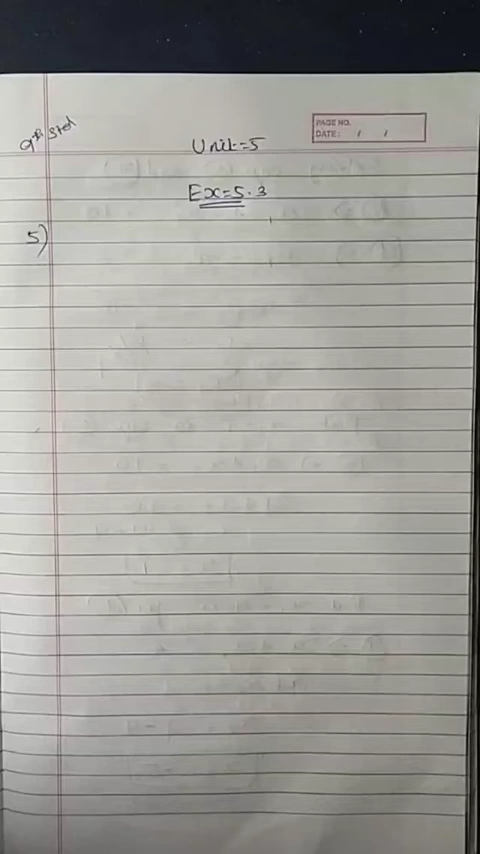 9th Std
PAGE NO.
DATE: / /
Unit=5
Ex=5.3
5)